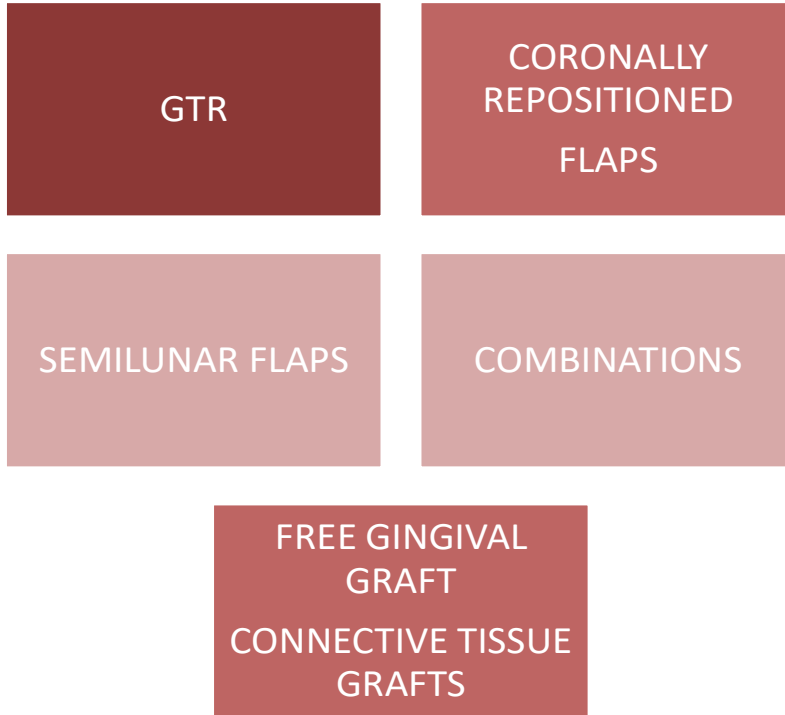 GTR
CORONALLY
REPOSITIONED
FLAPS
SEMILUNAR FLAPS
COMBINATIONS
FREE GINGIVAL
GRAFT
CONNECTIVE TISSUE
GRAFTS